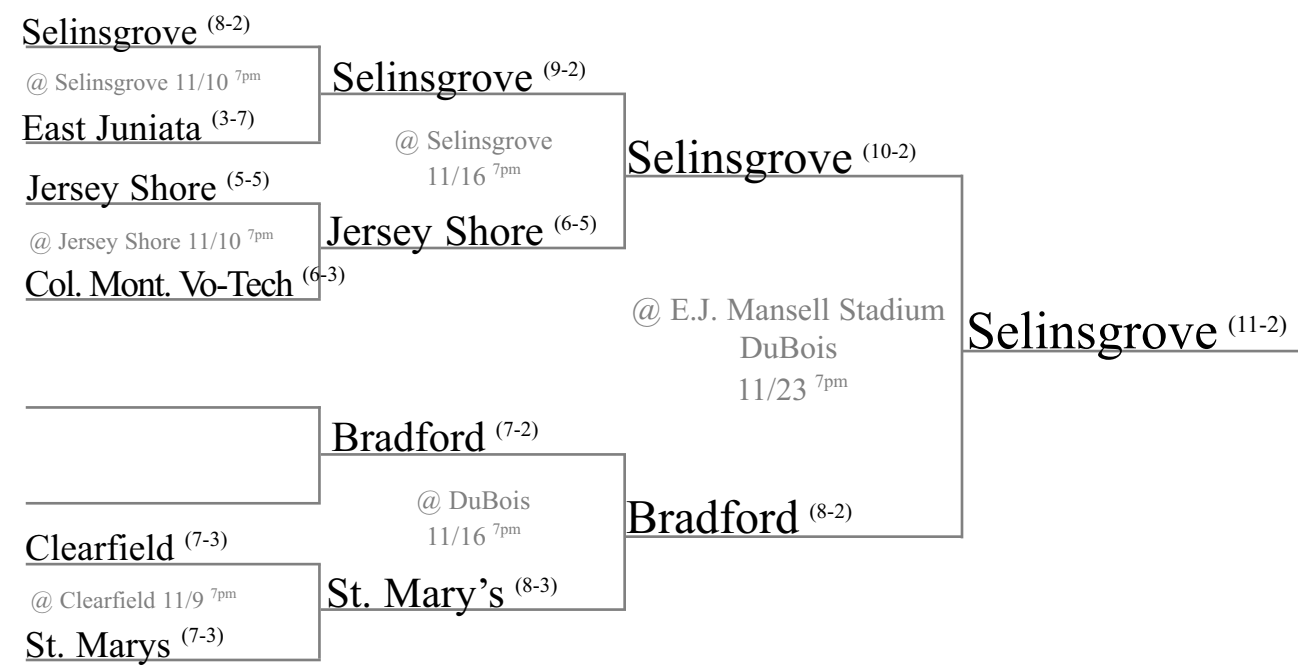 Selinsgrove (8-2)
@ Selinsgrove 11/10 7pm
East Juniata (3-7)
Jersey Shore (5-5)
@ Jersey Shore 11/10 7pm
Col. Mont. Vo-Tech (6-3)
Clearfield (7-3)
@ Clearfield 11/9 7pm
St. Marys (7-3)
Selinsgrove (9-2)
@ Selinsgrove
11/16 7pm
Jersey Shore (6-5)
Bradford (7-2)
@ DuBois
11/16 7pm
St. Mary’s (8-3)
Selinsgrove (10-2)
@ E.J. Mansell Stadium
DuBois
11/23 7pm
Bradford (8-2)
Selinsgrove (11-2)